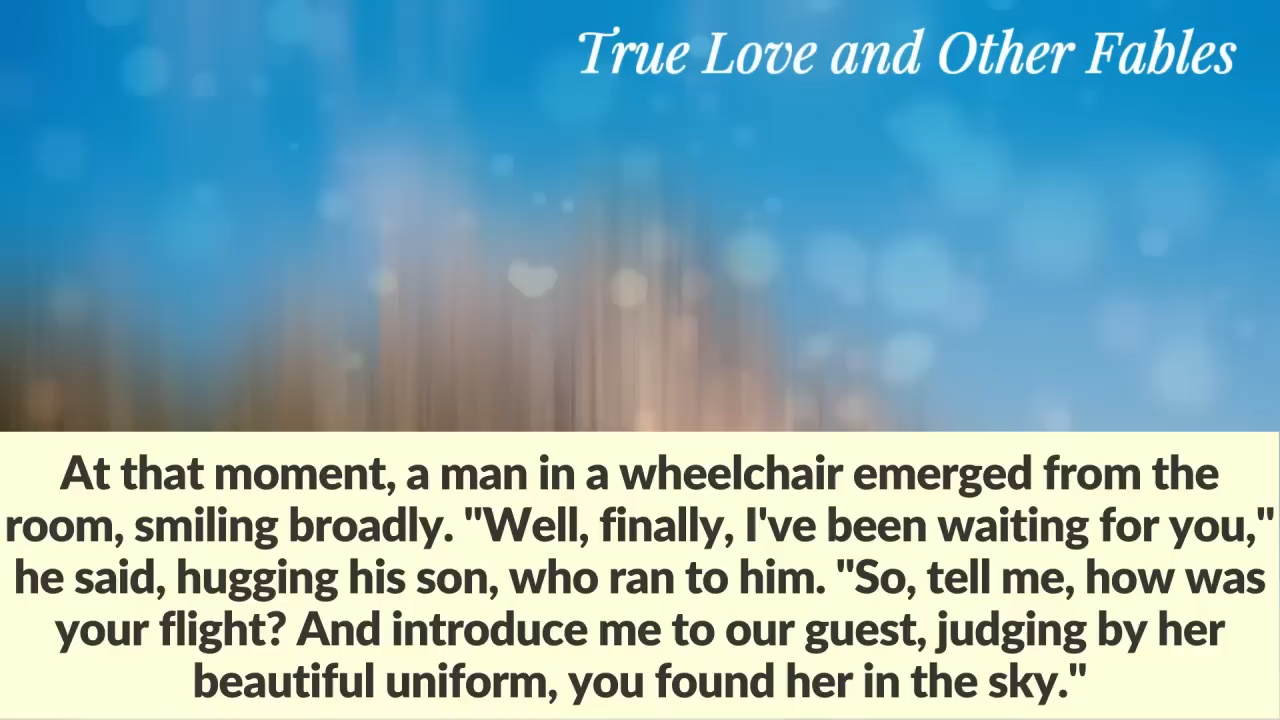 True Love and Other Fables
At that moment, a man in a wheelchair emerged from the
room, smiling broadly. "Well, finally, I've been waiting for you,"
he said, hugging his son, who ran to him. "So, tell me, how was
your flight? And introduce me to our guest, judging by her
beautiful uniform, you found her in the sky."